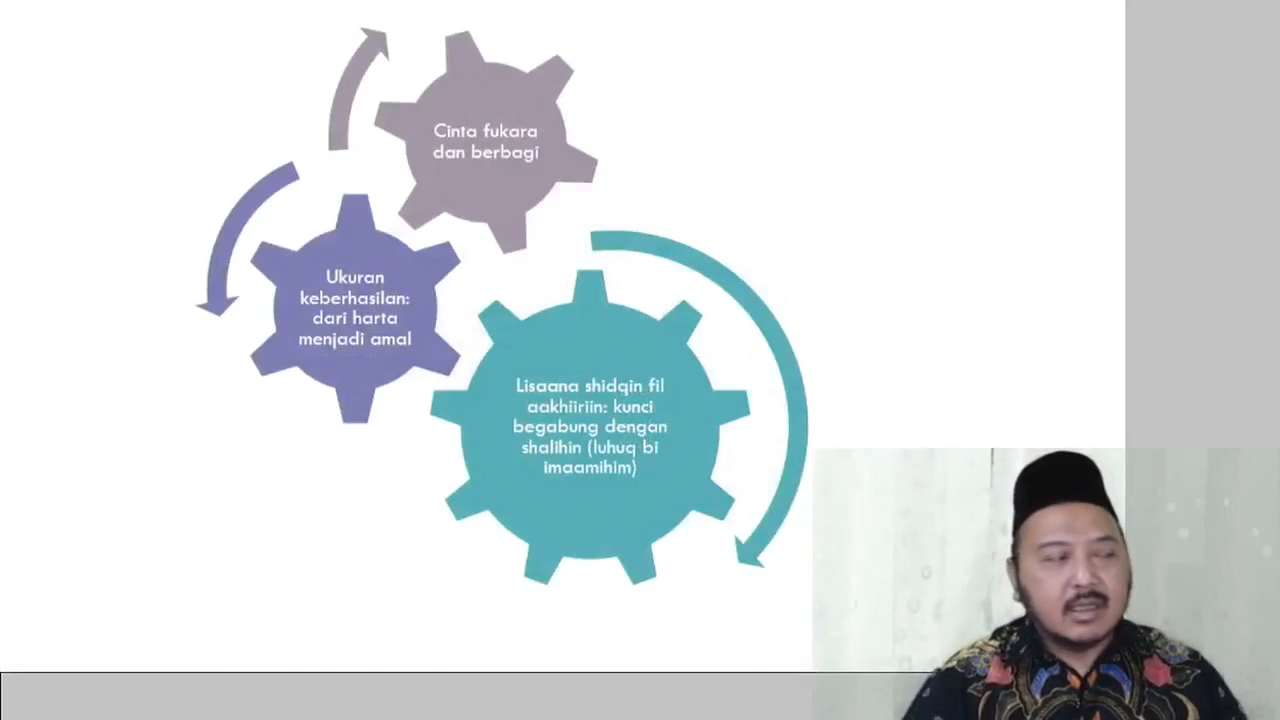 Cinta fukara
dan berbagi
Ukuran
keberhasilan:
dari harta
menjadi amal
Lisaana shidqin fil
aakhiiriin: kunci
begabung dengan
shalihin (luhuq bi
imaamihim)